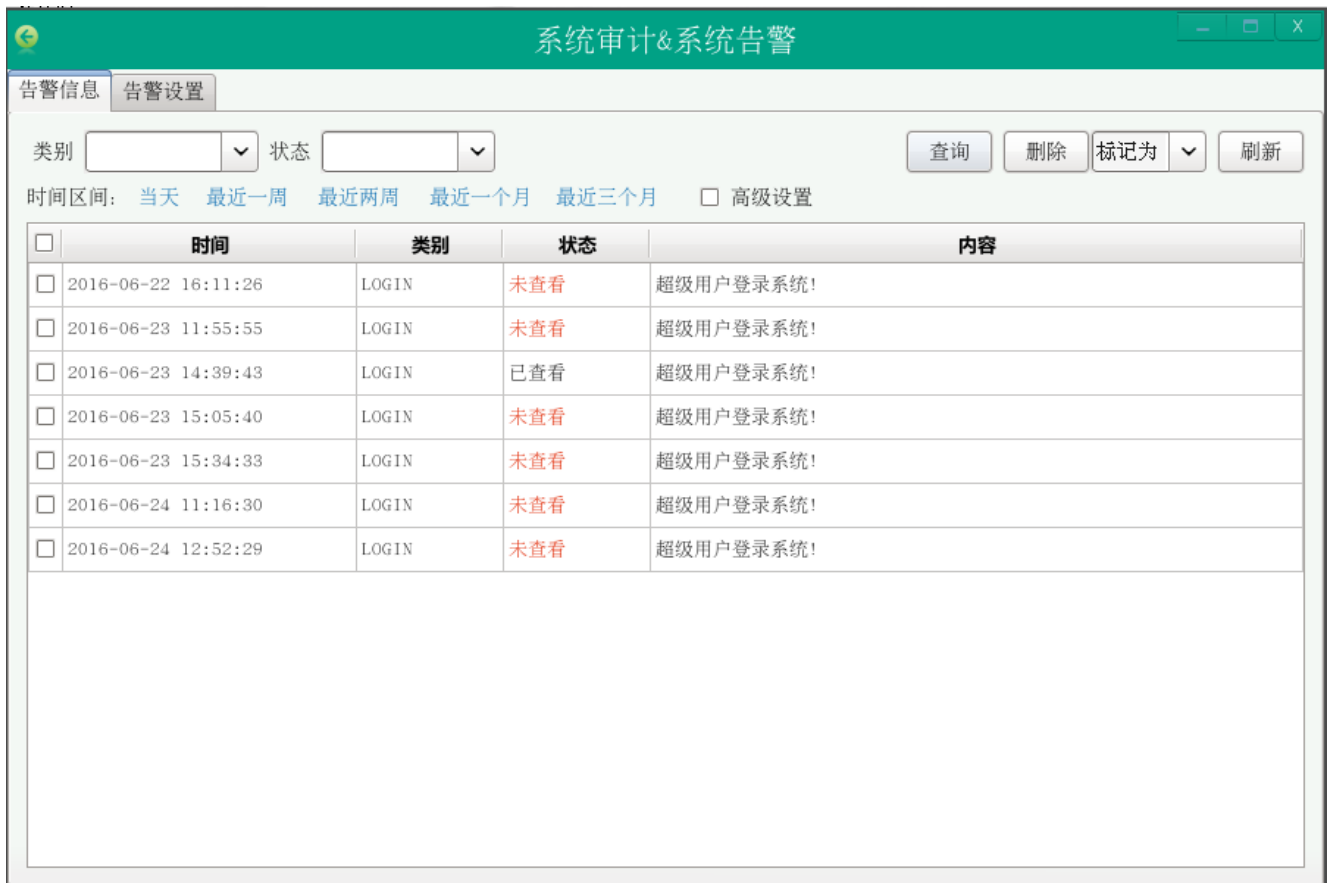 系统审计&系统告警
告警信息 告警设置
类别 状态 查询 删除 标记为 刷新
时间区间: 当天 最近一周 最近两周 最近一个月 最近三个月 高级设置
时间 类别 状态 内容
2016-06-22 16:11:26 LOGIN 未查看 超级用户登录系统!
2016-06-23 11:55:55 LOGIN 未查看 超级用户登录系统!
2016-06-23 14:39:43 LOGIN 已查看 超级用户登录系统!
2016-06-23 15:05:40 LOGIN 未查看 超级用户登录系统!
2016-06-23 15:34:33 LOGIN 未查看 超级用户登录系统!
2016-06-24 11:16:30 LOGIN 未查看 超级用户登录系统!
2016-06-24 12:52:29 LOGIN 未查看 超级用户登录系统!